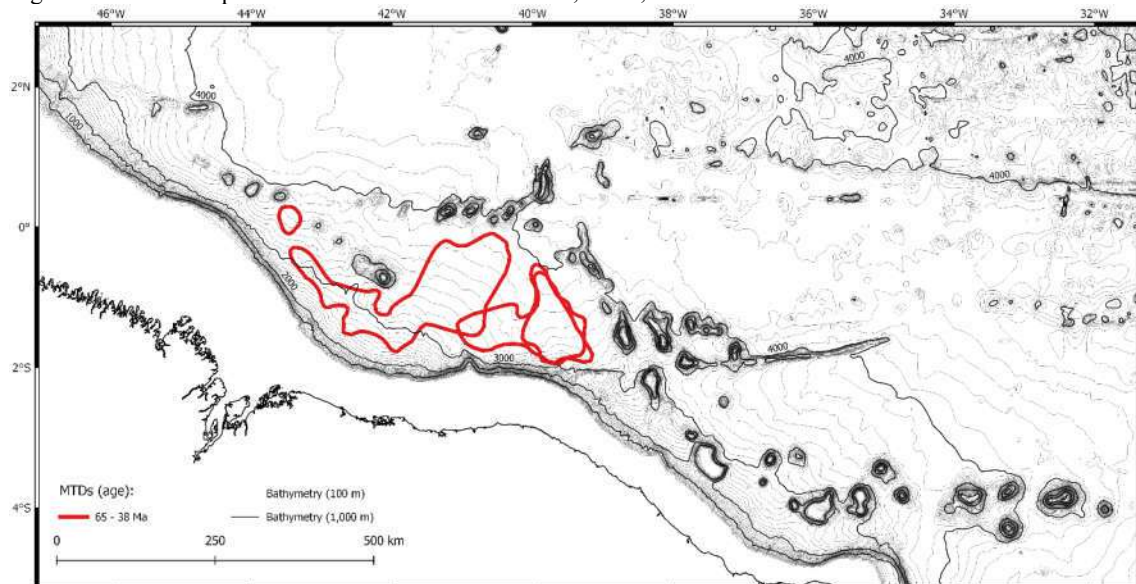 46°W 44°W 42°W 40°W 38°W 36°W 34°W 32°W
4000
2°N
4000
1000
4000
0°
2000
3000
4000
2°S
MTDs (age):
65 - 38 Ma
Bathymetry (100 m)
Bathymetry (1,000 m)
4°S
0 250 500 km